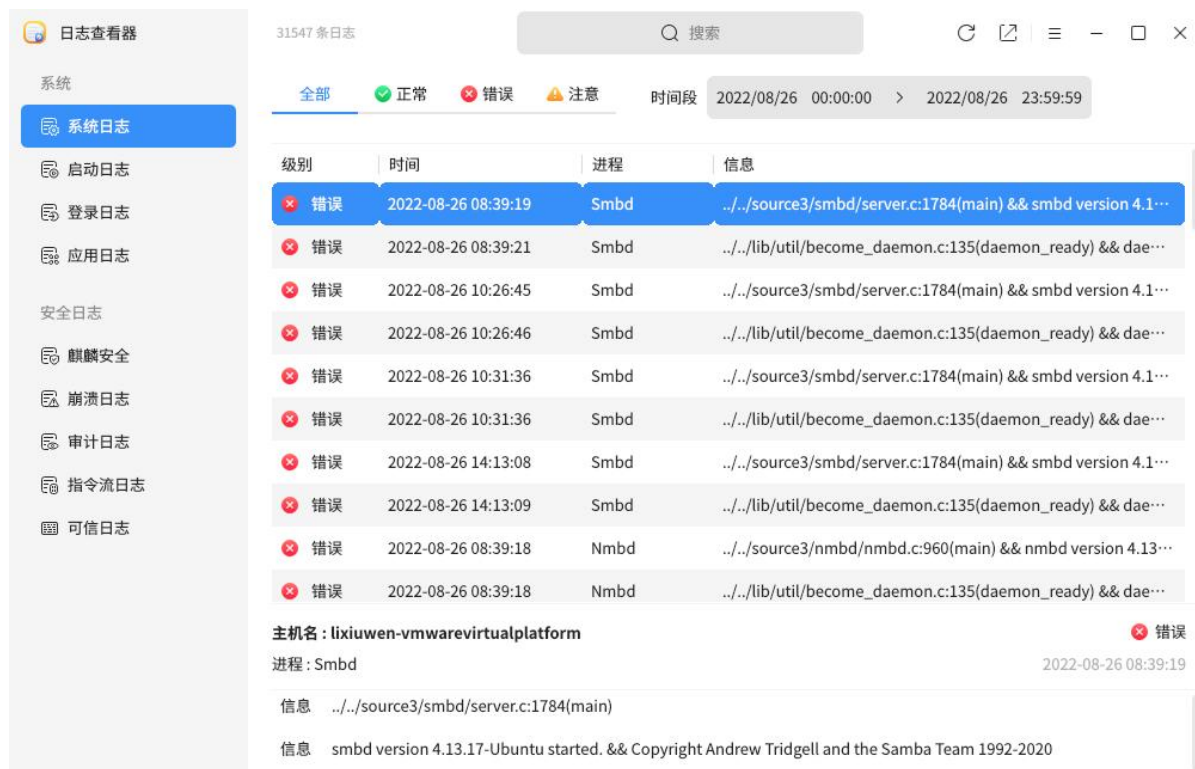 日志查看器
31547 条日志
搜索
系统
系统日志
启动日志
登录日志
应用日志
安全日志
麒麟安全
崩溃日志
审计日志
指令流日志
可信日志
全部 正常 错误 注意 时间段 2022/08/26 00:00:00 > 2022/08/26 23:59:59
级别 时间 进程 信息
错误 2022-08-26 08:39:19 Smbd ../../source3/smbd/server.c:1784(main) && smbd version 4.1···
错误 2022-08-26 08:39:21 Smbd ../../lib/util/become_daemon.c:135(daemon_ready) && dae···
错误 2022-08-26 10:26:45 Smbd ../../source3/smbd/server.c:1784(main) && smbd version 4.1···
错误 2022-08-26 10:26:46 Smbd ../../lib/util/become_daemon.c:135(daemon_ready) && dae···
错误 2022-08-26 10:31:36 Smbd ../../source3/smbd/server.c:1784(main) && smbd version 4.1···
错误 2022-08-26 10:31:36 Smbd ../../lib/util/become_daemon.c:135(daemon_ready) && dae···
错误 2022-08-26 14:13:08 Smbd ../../source3/smbd/server.c:1784(main) && smbd version 4.1···
错误 2022-08-26 14:13:09 Smbd ../../lib/util/become_daemon.c:135(daemon_ready) && dae···
错误 2022-08-26 08:39:18 Nmbd ../../source3/nmbd/nmbd.c:960(main) && nmbd version 4.13···
错误 2022-08-26 08:39:18 Nmbd ../../lib/util/become_daemon.c:135(daemon_ready) && dae···
主机名 : lixiuwen-vmwarevirtualplatform 错误
进程 : Smbd 2022-08-26 08:39:19
信息 ../../source3/smbd/server.c:1784(main)
信息 smbd version 4.13.17-Ubuntu started. && Copyright Andrew Tridgell and the Samba Team 1992-2020